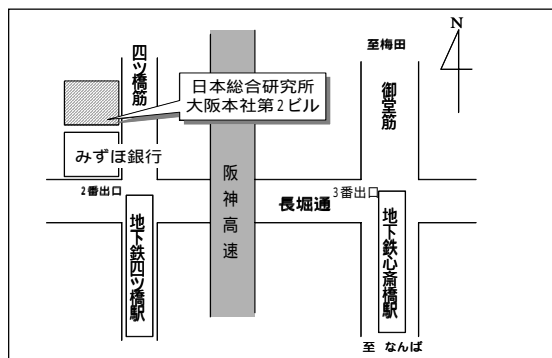 N
至梅田
四ツ橋筋
日本総合研究所
大阪本社第2ビル
御堂筋
みずほ銀行
阪神高速
2番出口
3番出口
長堀通
地下鉄四ツ橋駅
地下鉄心斎橋駅
至 なんば